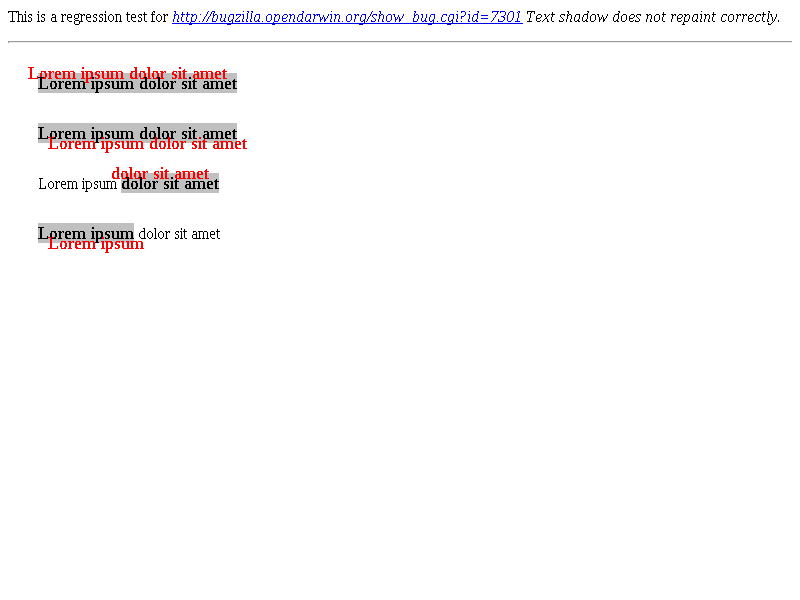 This is a regression test for http://bugzilla.opendarwin.org/show_bug.cgi?id=7301 Text shadow does not repaint correctly.
Lorem ipsum dolor sit amet
Lorem ipsum dolor sit amet
Lorem ipsum dolor sit amet
Lorem ipsum dolor sit amet
dolor sit amet
Lorem ipsum dolor sit amet
Lorem ipsum dolor sit amet
Lorem ipsum